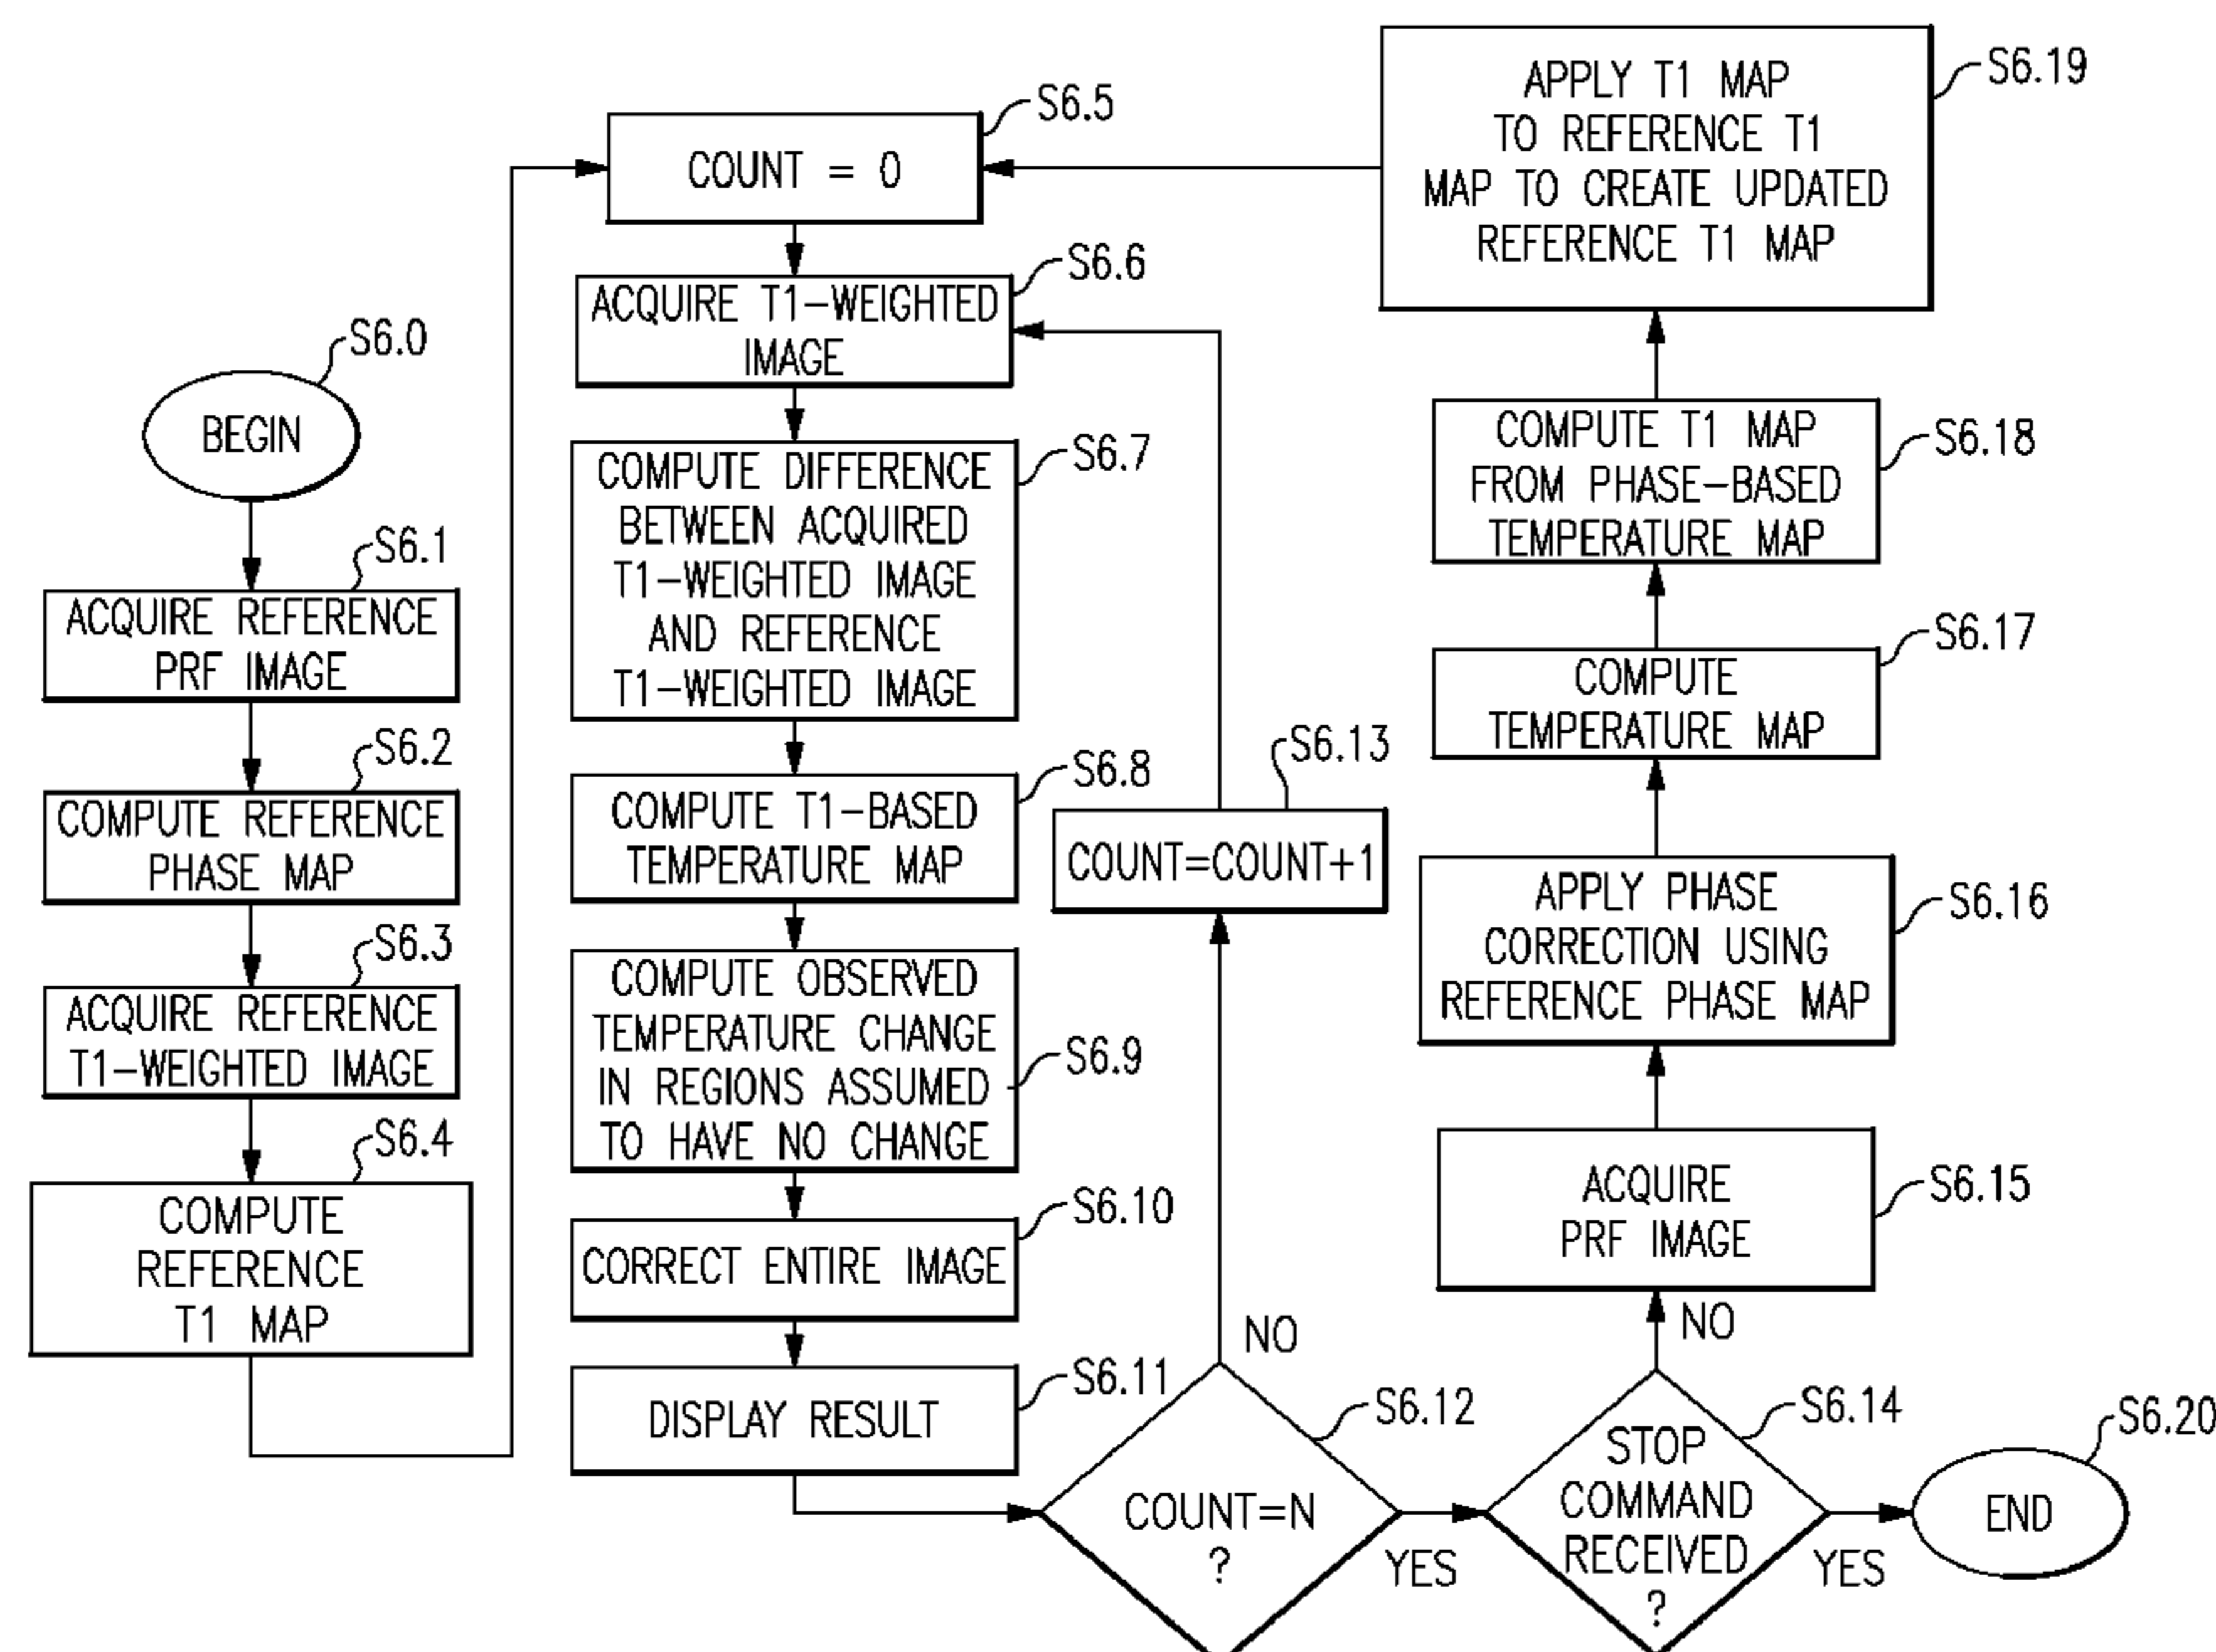 S6.0
BEGIN
S6.1
ACQUIRE REFERENCE
PRF IMAGE
S6.2
COMPUTE REFERENCE
PHASE MAP
S6.3
ACQUIRE REFERENCE
T1-WEIGHTED IMAGE
S6.4
COMPUTE
REFERENCE
T1 MAP
S6.5
COUNT = 0
S6.6
ACQUIRE T1-WEIGHTED
IMAGE
S6.7
COMPUTE DIFFERENCE
BETWEEN ACQUIRED
T1-WEIGHTED IMAGE
AND REFERENCE
T1-WEIGHTED IMAGE
S6.8
COMPUTE T1-BASED
TEMPERATURE MAP
COMPUTE OBSERVED
TEMPERATURE CHANGE
IN REGIONS ASSUMED
TO HAVE NO CHANGE
S6.9
S6.10
CORRECT ENTIRE IMAGE
S6.11
DISPLAY RESULT
S6.12
COUNT=N
?
NO
YES
S6.13
COUNT=COUNT+1
S6.14
STOP
COMMAND
RECEIVED
?
NO
YES
S6.15
ACQUIRE
PRF IMAGE
S6.16
APPLY PHASE
CORRECTION USING
REFERENCE PHASE MAP
S6.17
COMPUTE
TEMPERATURE MAP
S6.18
COMPUTE T1 MAP
FROM PHASE-BASED
TEMPERATURE MAP
S6.19
APPLY T1 MAP
TO REFERENCE T1
MAP TO CREATE UPDATED
REFERENCE T1 MAP
S6.20
END